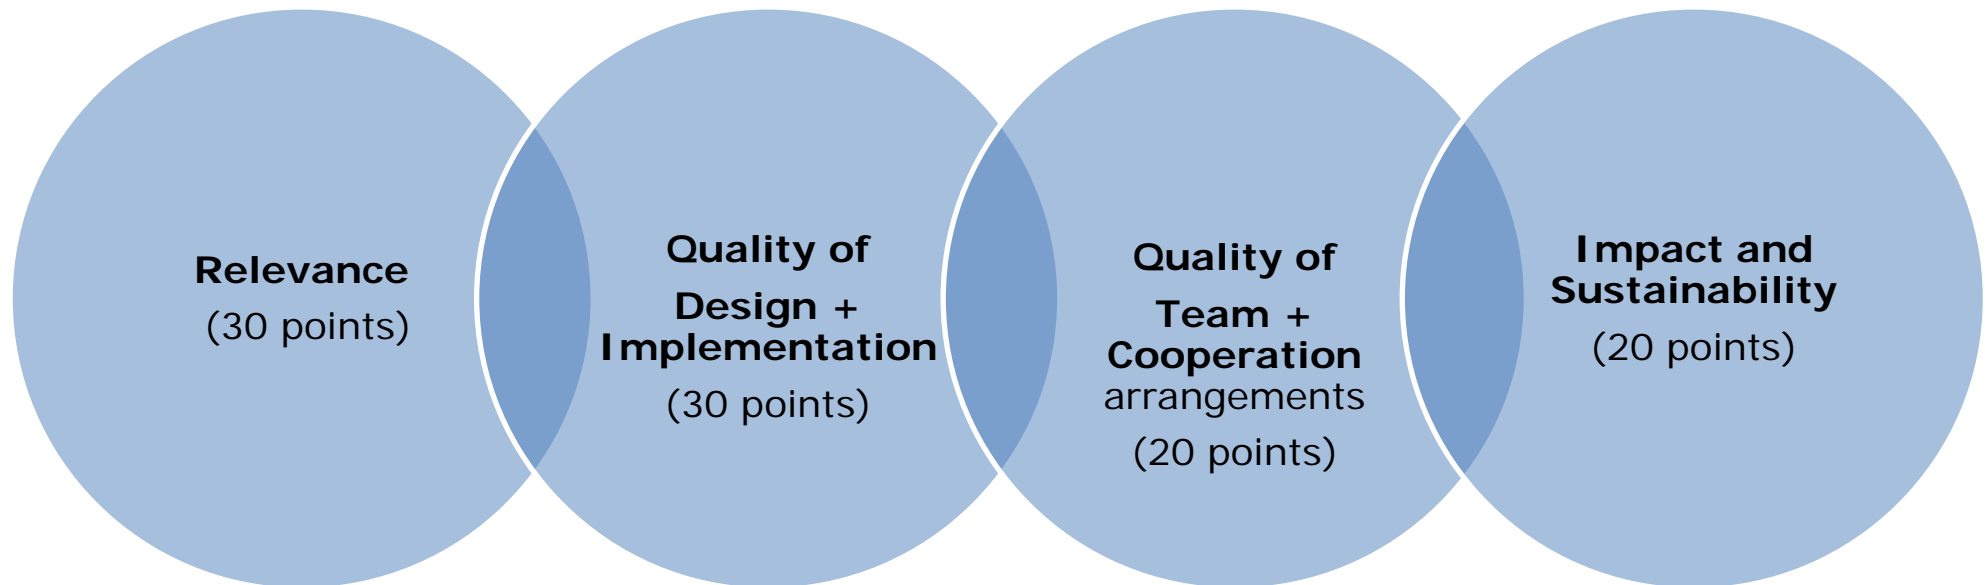 Relevance
(30 points)
Quality of
Design +
Implementation
(30 points)
Quality of
Team +
Cooperation
arrangements
(20 points)
Impact and
Sustainability
(20 points)